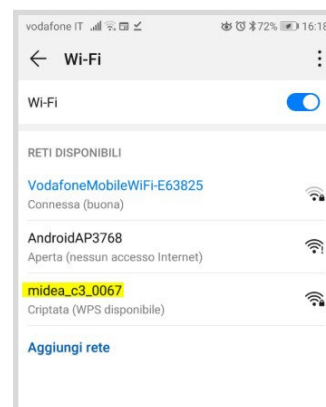 vodafone IT 72% 16:18
Wi-Fi
Wi-Fi
RETI DISPONIBILI
VodafoneMobileWiFi-E63825
Connessa (buona)
AndroidAP3768
Aperta (nessun accesso Internet)
midea_c3_0067
Criptata (WPS disponibile)
Aggiungi rete